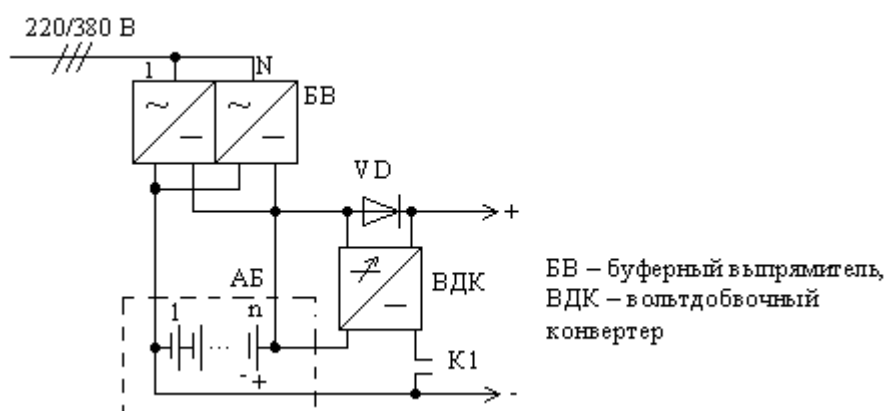 220/380 В
1
N
БВ
~
~
VD
+
АБ
ВДК
1
n
...
- +
К1
-
БВ – буферный выпрямитель,
ВДК – вольтдобвочный
конвертер